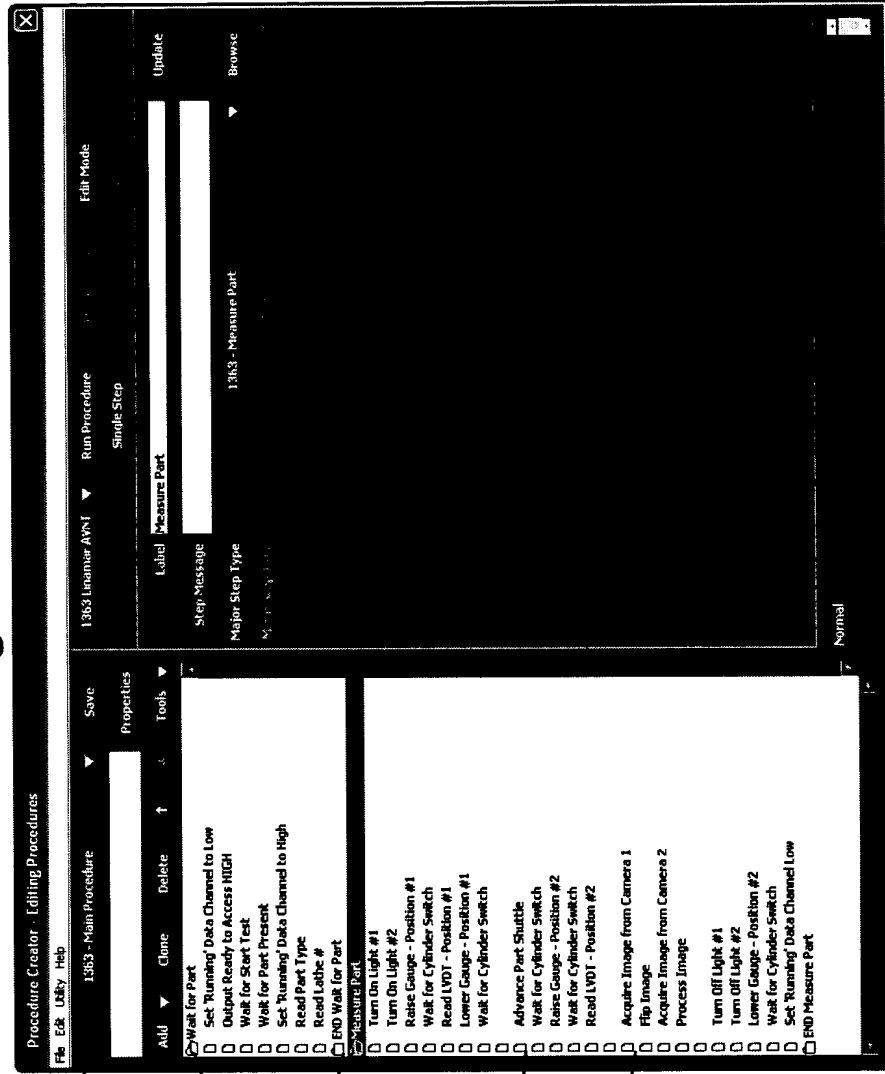 Procedure Creator - Editing Procedures
File Edit Utility Help
1363 - Main Procedure Save
1363 Linamar AVNT Run Procedure Edit Mode
Properties
Single Step
Add Clone Delete Tools
Label Measure Part Update
Step Message
Major Step Type 1363 - Measure Part Browse
Wait for Part
Set 'Running' Data Channel to Low
Output Ready to Access HIGH
Wait for Start Test
Wait for Part Present
Set 'Running' Data Channel to High
Read Part Type
Read Lathe #
END Wait for Part
Measure Part
Turn On Light #1
Turn On Light #2
Raise Gauge - Position #1
Wait for Cylinder Switch
Read LVDT - Position #1
Lower Gauge - Position #1
Wait for Cylinder Switch
Advance Part Shuttle
Wait for Cylinder Switch
Raise Gauge - Position #2
Wait for Cylinder Switch
Read LVDT - Position #2
Acquire Image from Camera 1
Flip Image
Acquire Image from Camera 2
Process Image
Turn Off Light #1
Turn Off Light #2
Lower Gauge - Position #2
Wait for Cylinder Switch
Set 'Running' Data Channel Low
END Measure Part
Normal